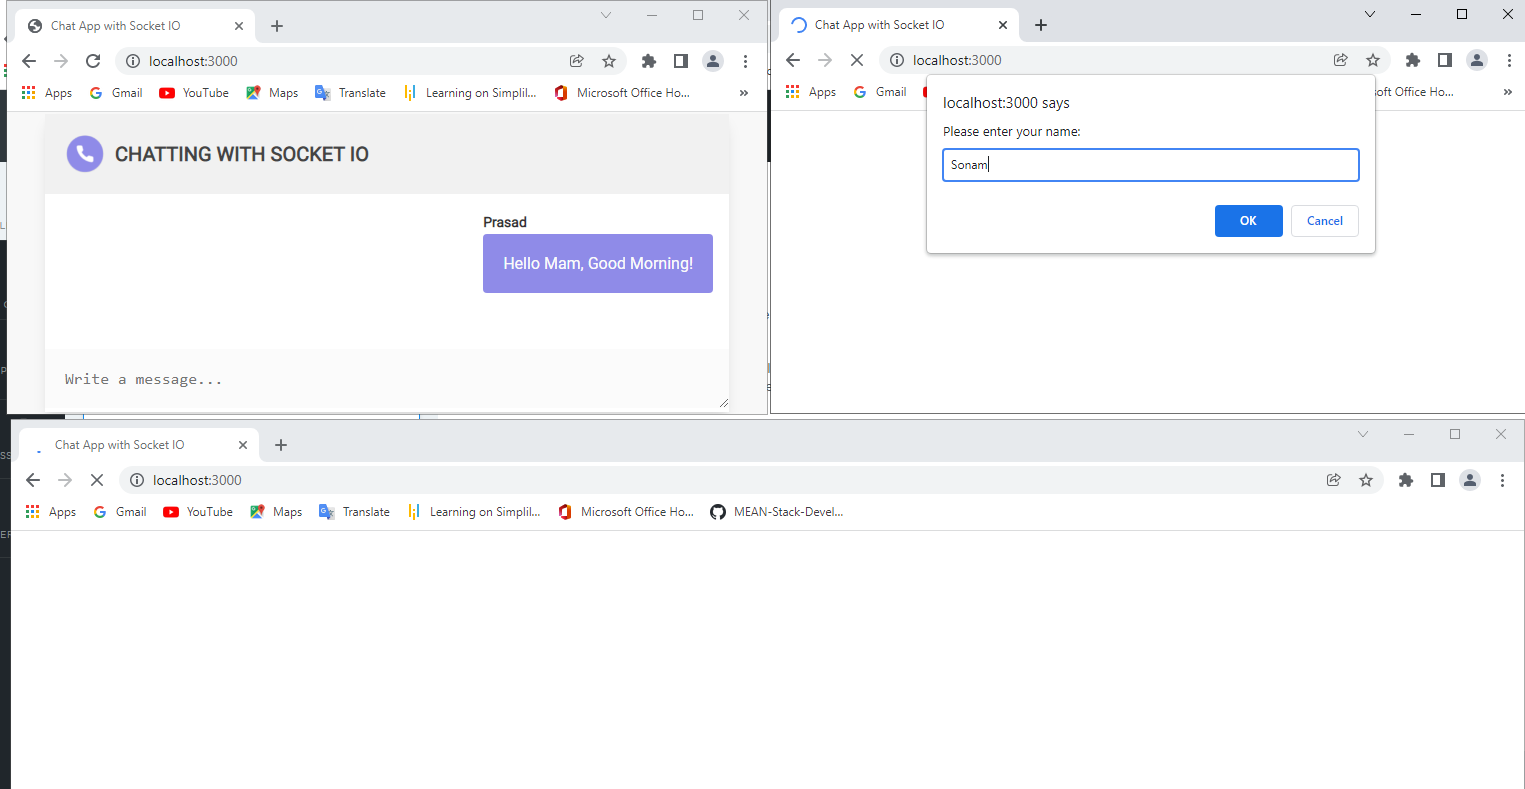 Chat App with Socket IO
localhost:3000
Apps Gmail YouTube Maps Translate Learning on Simplil... Microsoft Office Ho... »
CHATTING WITH SOCKET IO
Prasad
Hello Mam, Good Morning!
Write a message...
Chat App with Socket IO
localhost:3000
Apps Gmail soft Office Ho... »
localhost:3000 says
Please enter your name:
Sonam
OK Cancel
Chat App with Socket IO
localhost:3000
Apps Gmail YouTube Maps Translate Learning on Simplil... Microsoft Office Ho... MEAN-Stack-Devel...